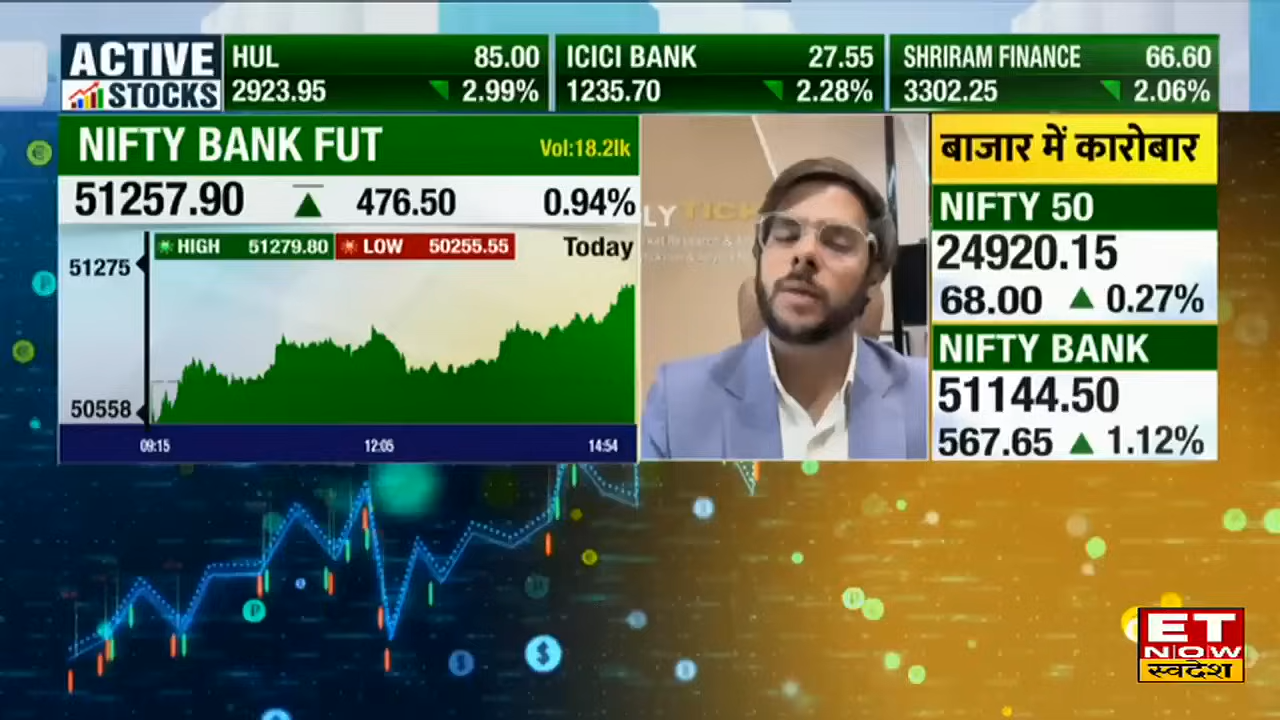 ACTIVE
STOCKS
HUL 85.00
2923.95 2.99%
ICICI BANK 27.55
1235.70 2.28%
SHRIRAM FINANCE 66.60
3302.25 2.06%
NIFTY BANK FUT Vol:18.2lk
51257.90 476.50 0.94%
HIGH 51279.80 LOW 50255.55 Today
51275
50558
09:15 12:05 14:54
LY TICK
बाजार में कारोबार
NIFTY 50
24920.15
68.00 0.27%
NIFTY BANK
51144.50
567.65 1.12%
ET
NOW
स्वदेश